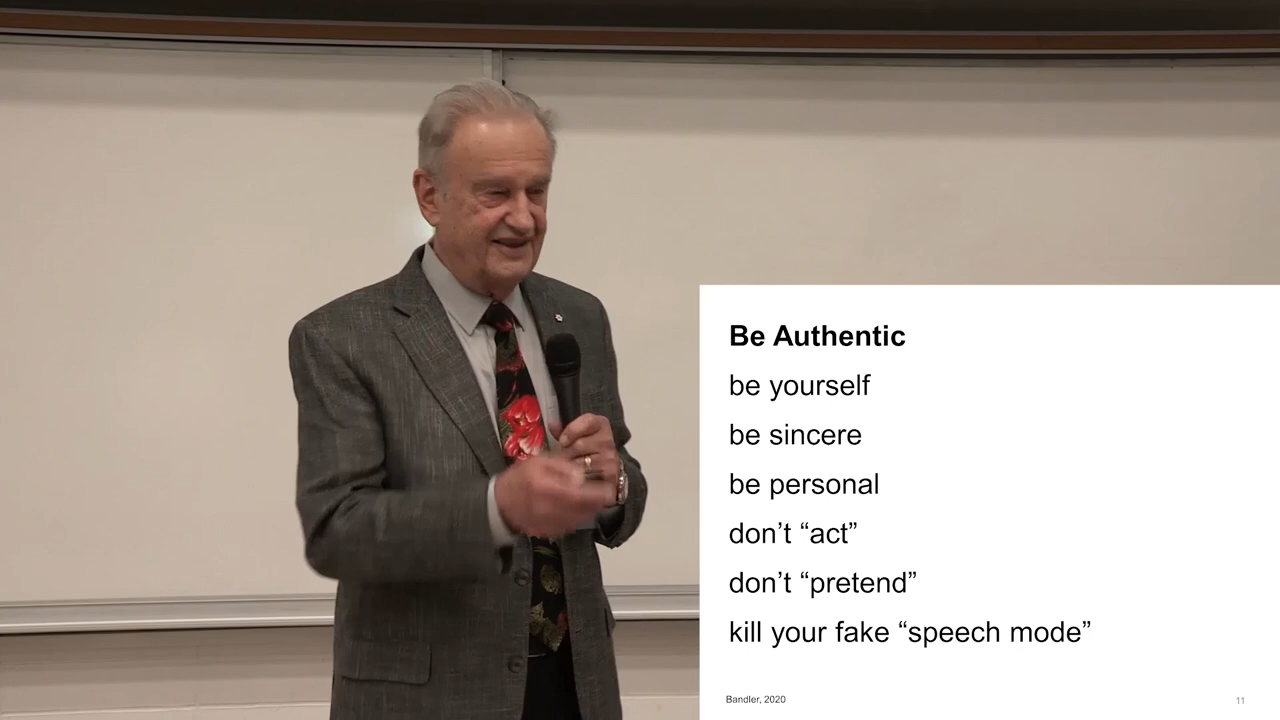 Be Authentic
be yourself
be sincere
be personal
don’t “act”
don’t “pretend”
kill your fake “speech mode”
Bandler, 2020
11